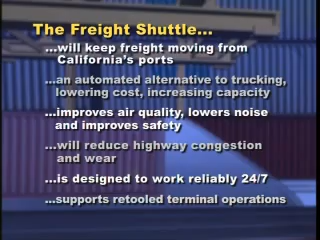 The Freight Shuttle...
...will keep freight moving from
California's ports
...an automated alternative to trucking,
lowering cost, increasing capacity
...improves air quality, lowers noise
and improves safety
...will reduce highway congestion
and wear
...is designed to work reliably 24/7
...supports retooled terminal operations